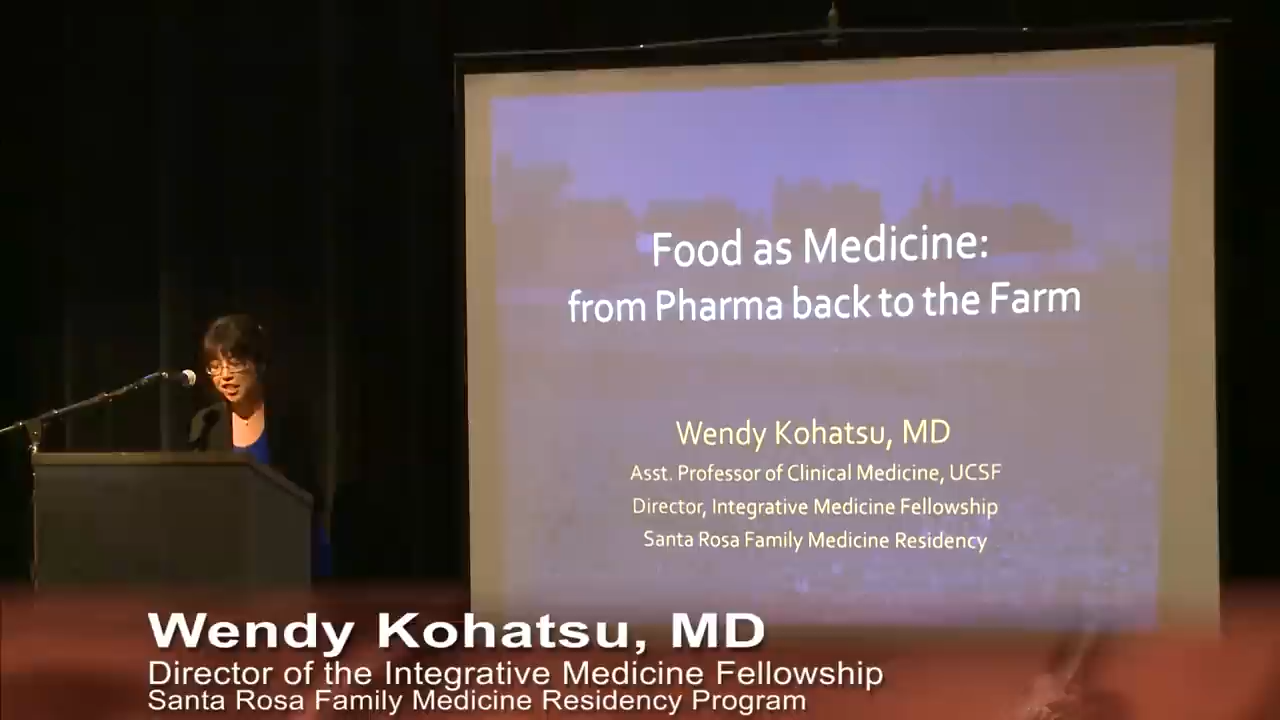 Food as Medicine:
from Pharma back to the Farm
Wendy Kohatsu, MD
Asst. Professor of Clinical Medicine, UCSF
Director, Integrative Medicine Fellowship
Santa Rosa Family Medicine Residency
Wendy Kohatsu, MD
Director of the Integrative Medicine Fellowship
Santa Rosa Family Medicine Residency Program